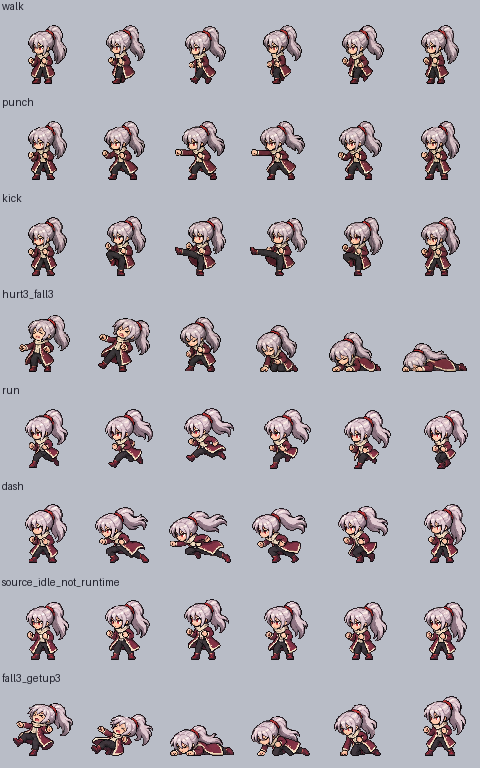 walk
punch
kick
hurt3_fall3
run
dash
source_idle_not_runtime
fall3_getup3